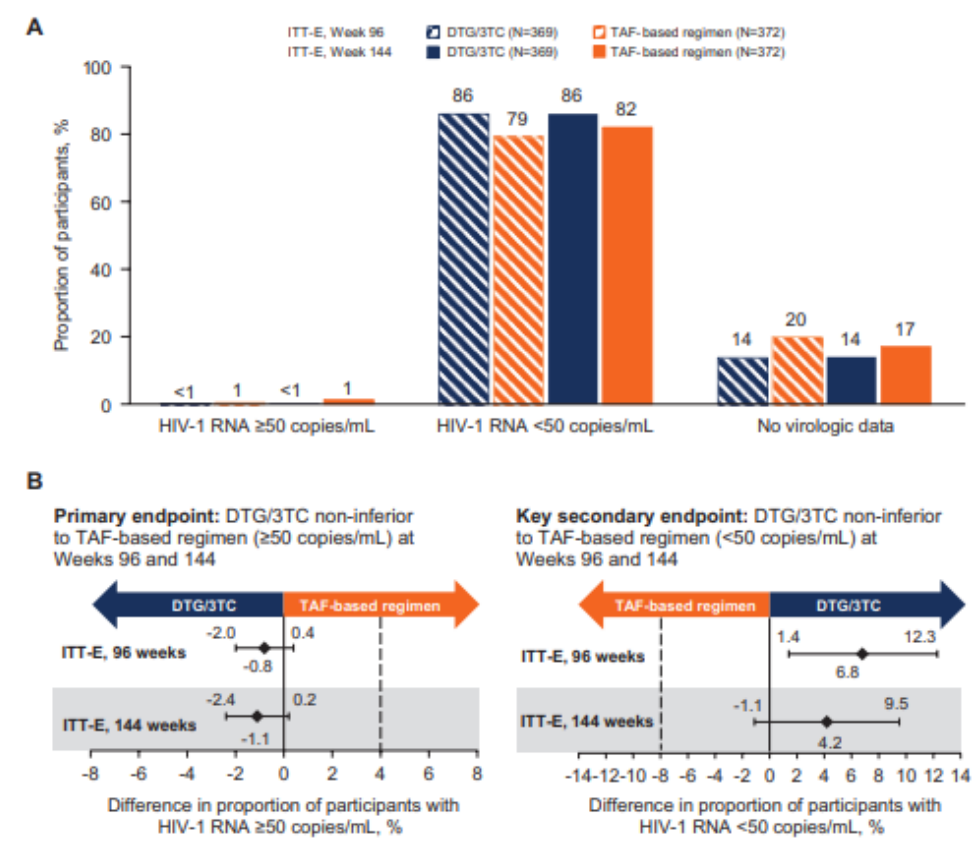 A
ITT-E, Week 96 DTG/3TC (N=369) TAF-based regimen (N=372)
ITT-E, Week 144 DTG/3TC (N=369) TAF-based regimen (N=372)
Proportion of participants, %
100
80
60
40
20
0
<1 1 <1 1
86 79 86 82
14 20 14 17
HIV-1 RNA ≥50 copies/mL HIV-1 RNA <50 copies/mL No virologic data
B
Primary endpoint: DTG/3TC non-inferior
to TAF-based regimen (≥50 copies/mL) at
Weeks 96 and 144
DTG/3TC TAF-based regimen
ITT-E, 96 weeks
-2.0 0.4
-0.8
ITT-E, 144 weeks
-2.4 0.2
-1.1
-8 -6 -4 -2 0 2 4 6 8
Difference in proportion of participants with
HIV-1 RNA ≥50 copies/mL, %
Key secondary endpoint: DTG/3TC non-inferior
to TAF-based regimen (<50 copies/mL) at
Weeks 96 and 144
TAF-based regimen DTG/3TC
ITT-E, 96 weeks
1.4 12.3
6.8
ITT-E, 144 weeks
-1.1 9.5
4.2
-14 -12 -10 -8 -6 -4 -2 0 2 4 6 8 10 12 14
Difference in proportion of participants with
HIV-1 RNA <50 copies/mL, %